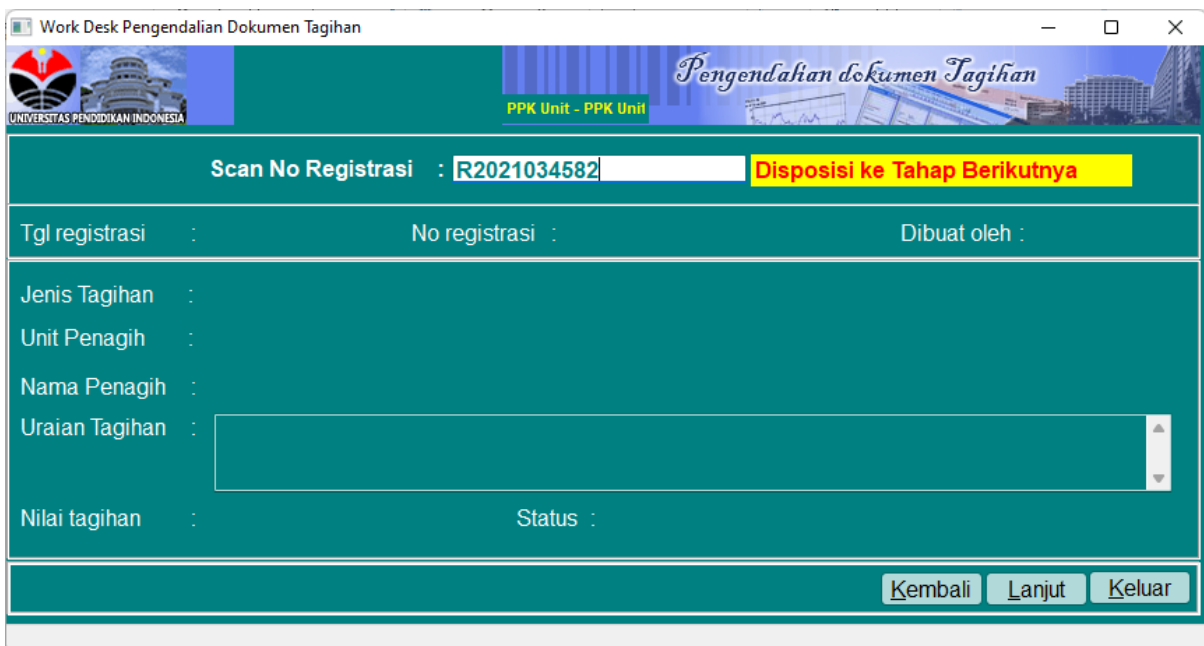 Work Desk Pengendalian Dokumen Tagihan
Pengendalian dokumen Tagihan
UNIVERSITAS PENDIDIKAN INDONESIA
PPK Unit - PPK Unit
Scan No Registrasi : R2021034582 Disposisi ke Tahap Berikutnya
Tgl registrasi : No registrasi : Dibuat oleh :
Jenis Tagihan :
Unit Penagih :
Nama Penagih :
Uraian Tagihan :
Nilai tagihan : Status :
Kembali Lanjut Keluar